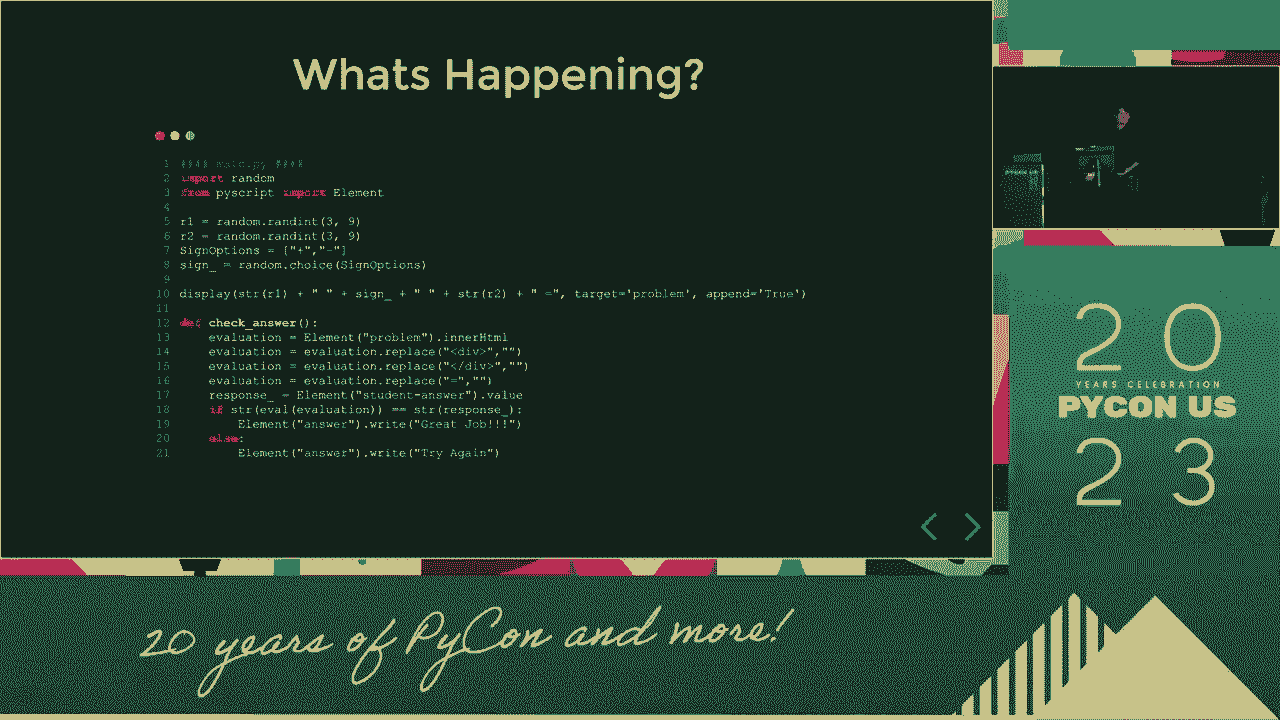 Whats Happening?
1 #### main.py ####
2 import random
3 from pyscript import Element
4
5 r1 = random.randint(3, 9)
6 r2 = random.randint(3, 9)
7 SignOptions = ["+","-"]
8 sign_ = random.choice(SignOptions)
9
10 display(str(r1) + " " + sign_ + " " + str(r2) + " =", target='problem', append='True')
11
12 def check_answer():
13 evaluation = Element("problem").innerHtml
14 evaluation = evaluation.replace("<div>","")
15 evaluation = evaluation.replace("</div>","")
16 evaluation = evaluation.replace("=","")
17 response_ = Element("student-answer").value
18 if str(eval(evaluation)) == str(response_):
19 Element("answer").write("Great Job!!!")
20 else:
21 Element("answer").write("Try Again")
20
YEARS CELEBRATION
PYCON US
23
20 years of PyCon and more!